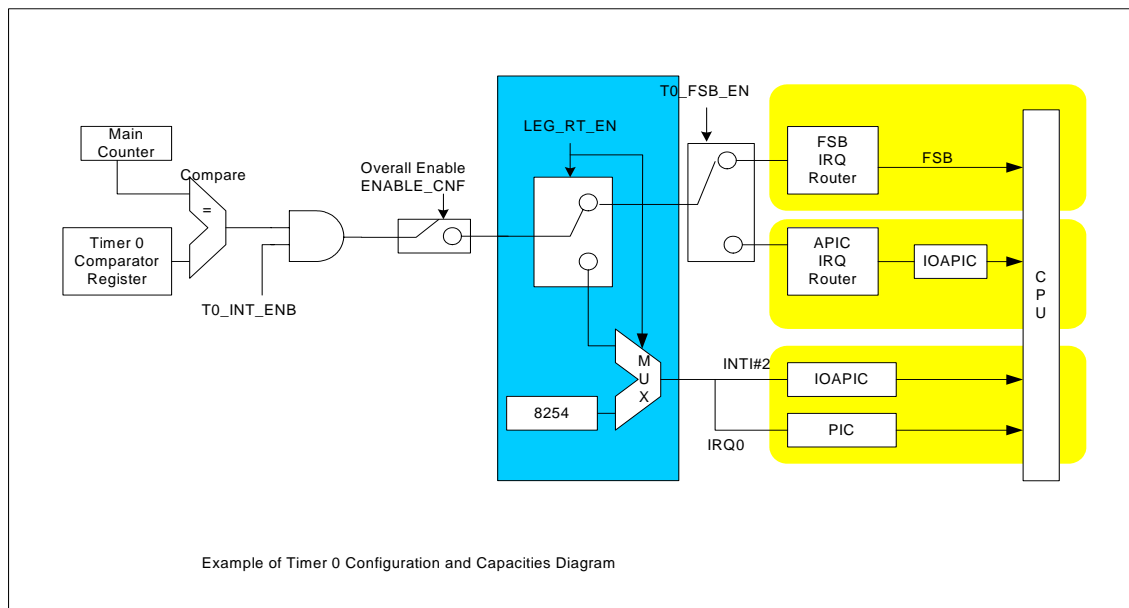 Main
Counter
Compare
=
Timer 0
Comparator
Register
T0_INT_ENB
Overall Enable
ENABLE_CNF
LEG_RT_EN
8254
M
U
X
T0_FSB_EN
FSB
IRQ
Router
FSB
APIC
IRQ
Router
IOAPIC
INTI#2
IOAPIC
IRQ0
PIC
C
P
U
Example of Timer 0 Configuration and Capacities Diagram